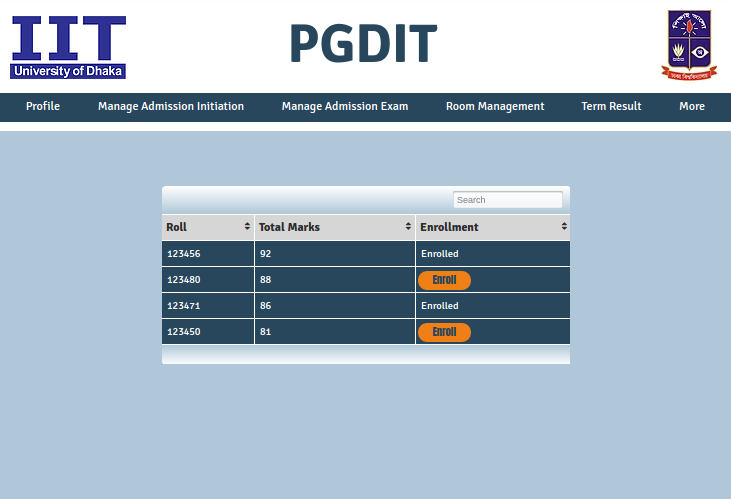 IIT
University of Dhaka
PGDIT
Profile Manage Admission Initiation Manage Admission Exam Room Management Term Result More
Search
Roll Total Marks Enrollment
123456 92 Enrolled
123480 88 Enroll
123471 86 Enrolled
123450 81 Enroll